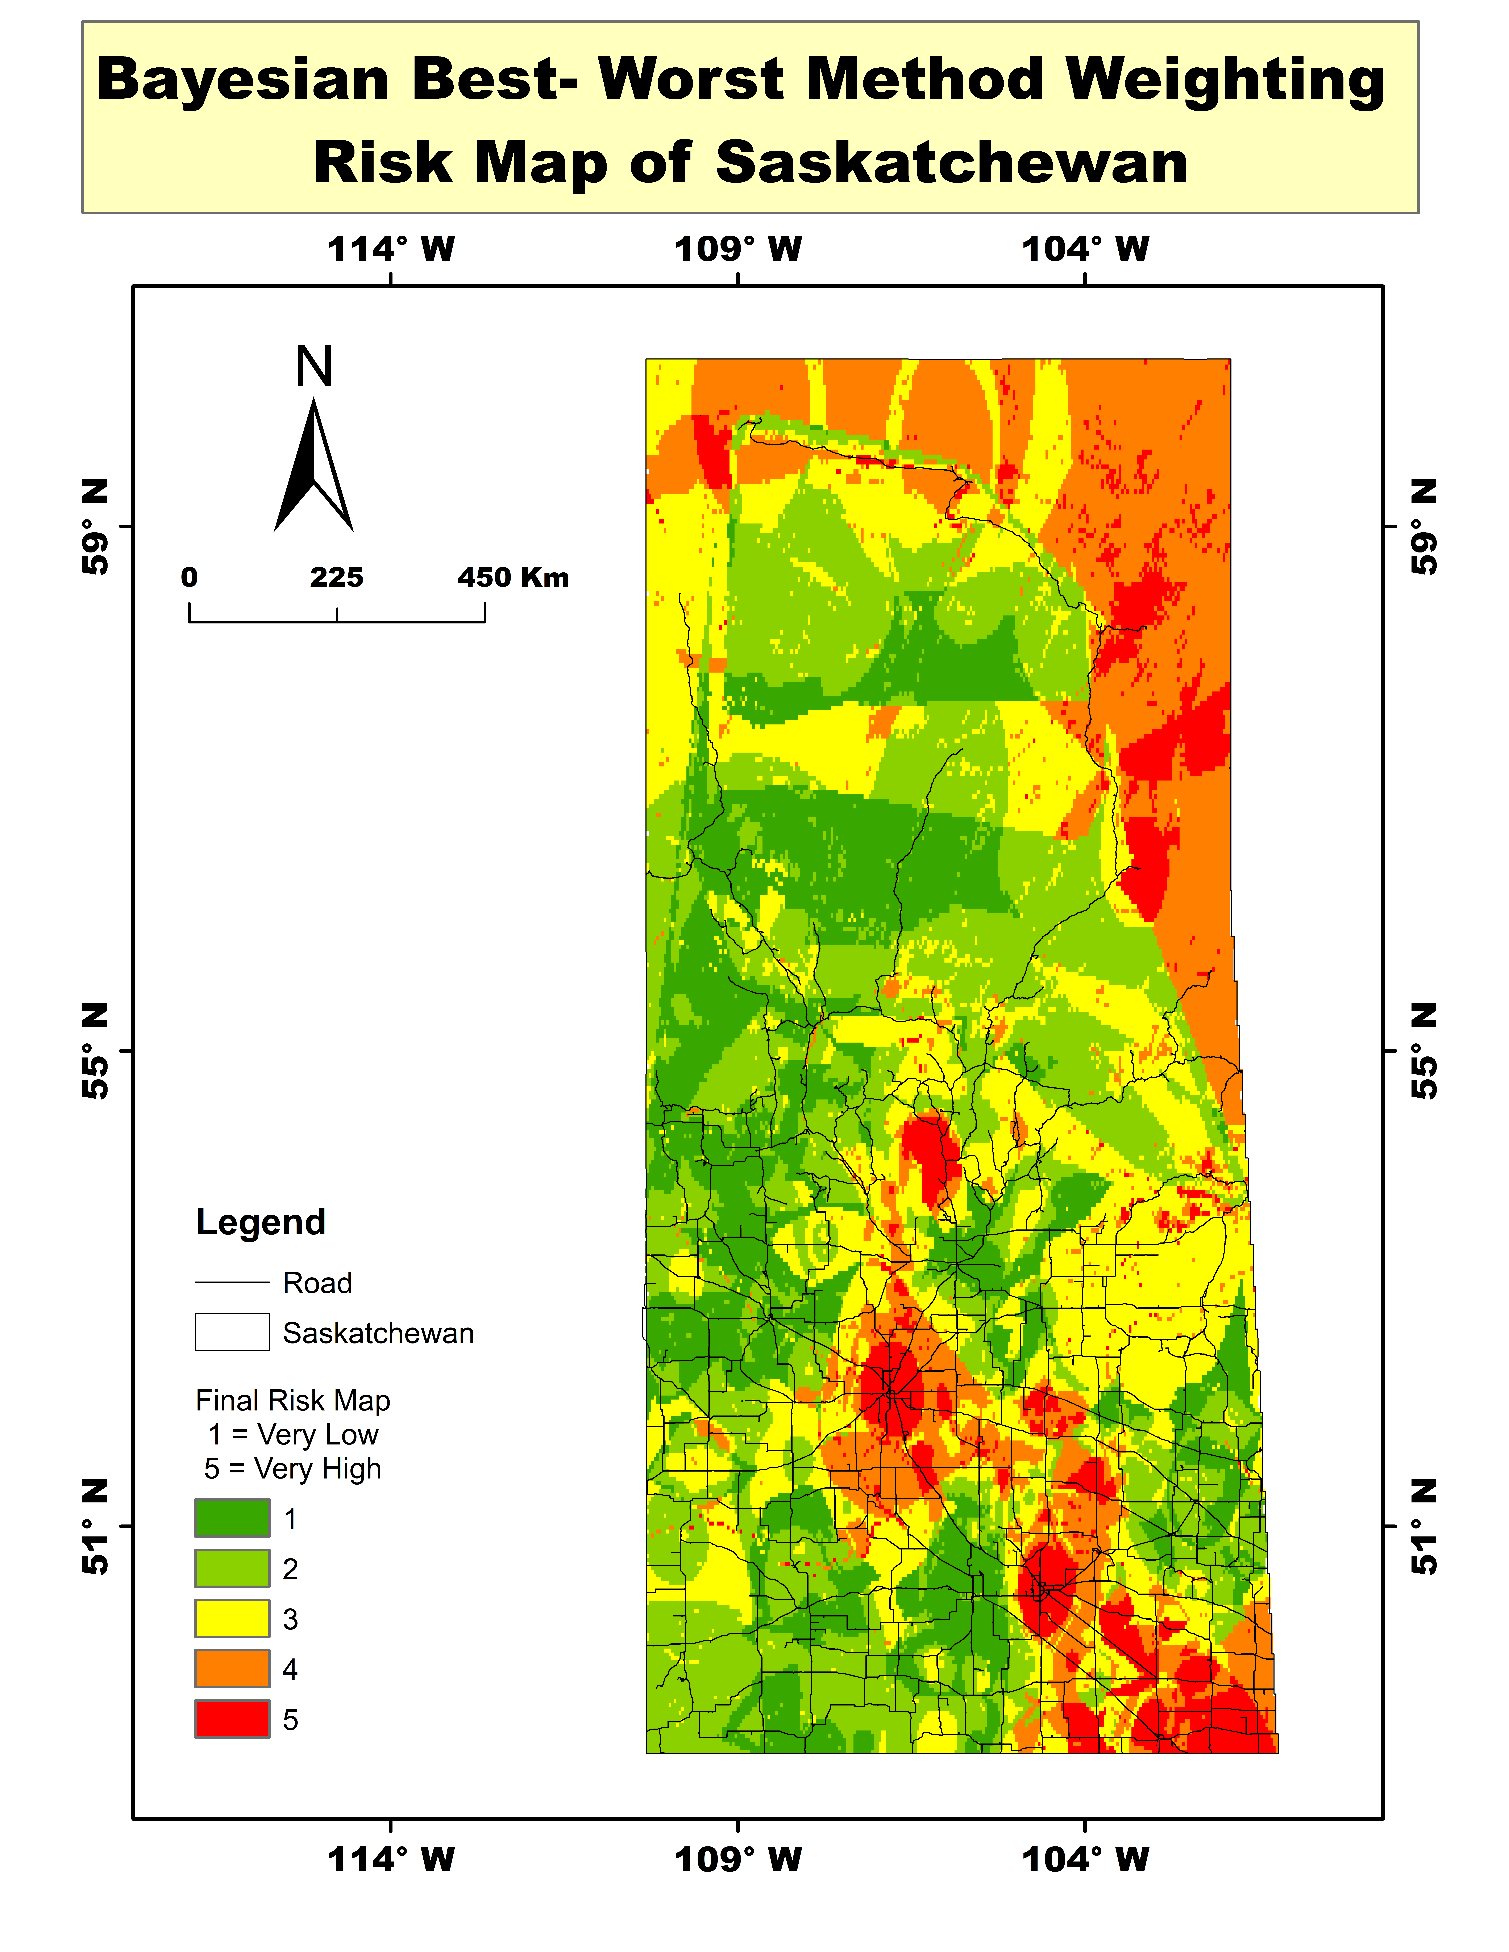 Bayesian Best- Worst Method Weighting
Risk Map of Saskatchewan
114° W 109° W 104° W
N
59° N 59° N
0 225 450 Km
55° N 55° N
Legend
Road
Saskatchewan
Final Risk Map
1 = Very Low
5 = Very High
1
51° N 51° N
2
3
4
5
114° W 109° W 104° W